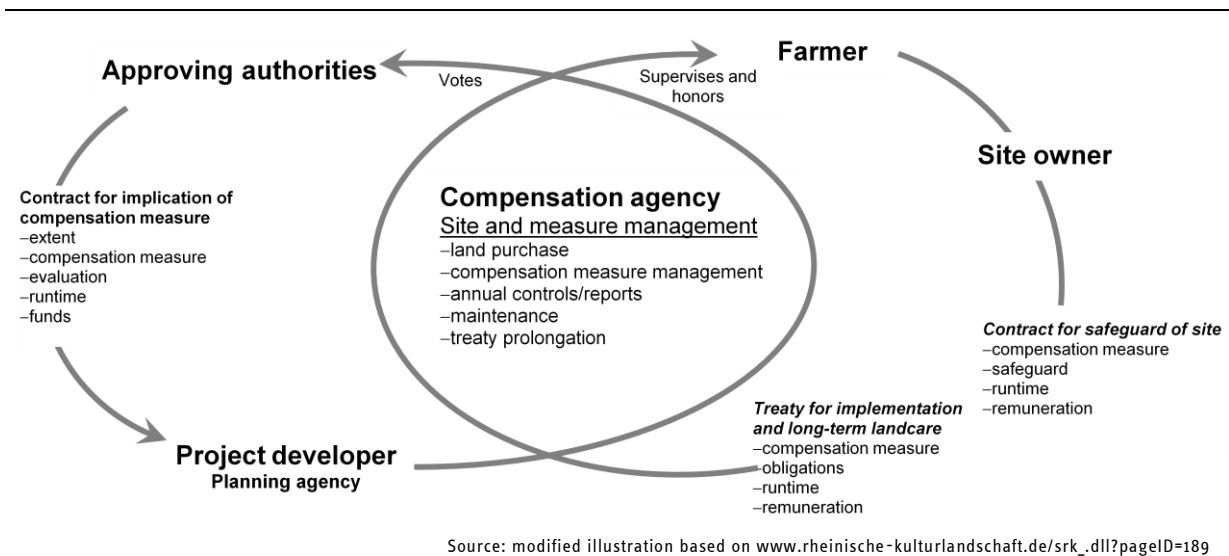 Approving authorities
Votes
Supervises and
honors
Farmer
Site owner
Contract for implication of
compensation measure
–extent
–compensation measure
–evaluation
–runtime
–funds
Compensation agency
Site and measure management
–land purchase
–compensation measure management
–annual controls/reports
–maintenance
–treaty prolongation
Contract for safeguard of site
–compensation measure
–safeguard
–runtime
–remuneration
Treaty for implementation
and long-term landcare
–compensation measure
–obligations
–runtime
–remuneration
Project developer
Planning agency
Source: modified illustration based on www.rheinische-kulturlandschaft.de/srk_.dll?pageID=189